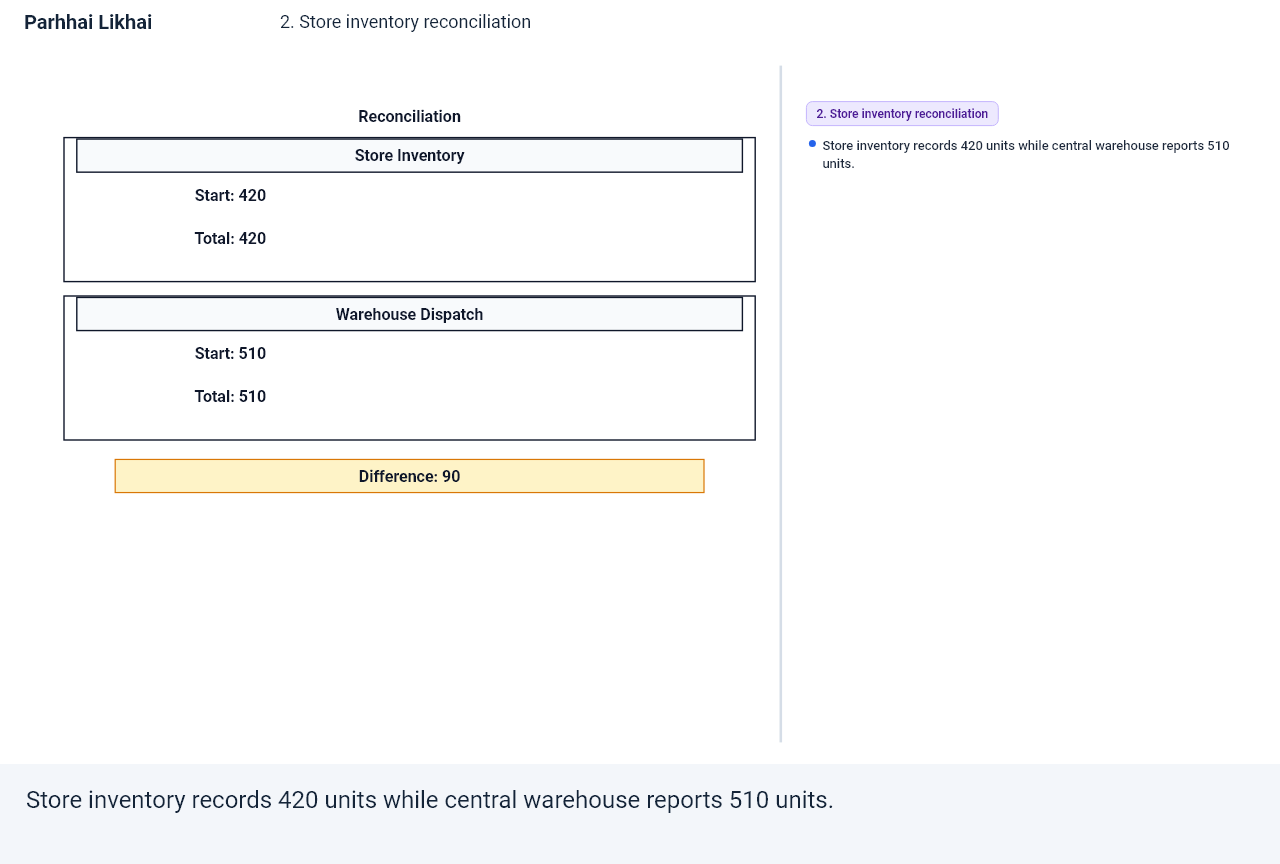 Parhhai Likhai
2. Store inventory reconciliation
Reconciliation
Store Inventory
Start: 420
Total: 420
Warehouse Dispatch
Start: 510
Total: 510
Difference: 90
2. Store inventory reconciliation
Store inventory records 420 units while central warehouse reports 510
units.
Store inventory records 420 units while central warehouse reports 510 units.